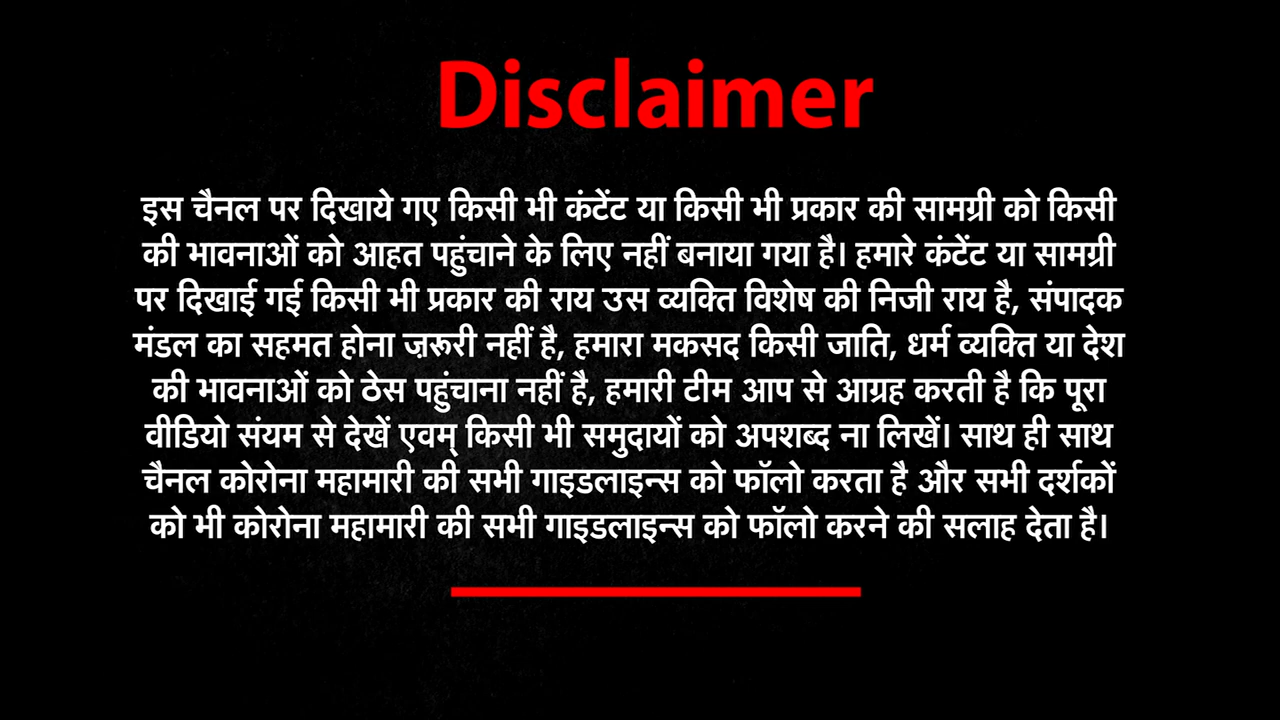 Disclaimer
इस चैनल पर दिखाये गए किसी भी कंटेंट या किसी भी प्रकार की सामग्री को किसी
की भावनाओं को आहत पहुंचाने के लिए नहीं बनाया गया है। हमारे कंटेंट या सामग्री
पर दिखाई गई किसी भी प्रकार की राय उस व्यक्ति विशेष की निजी राय है, संपादक
मंडल का सहमत होना ज़रूरी नहीं है, हमारा मकसद किसी जाति, धर्म व्यक्ति या देश
की भावनाओं को ठेस पहुंचाना नहीं है, हमारी टीम आप से आग्रह करती है कि पूरा
वीडियो संयम से देखें एवम् किसी भी समुदायों को अपशब्द ना लिखें। साथ ही साथ
चैनल कोरोना महामारी की सभी गाइडलाइन्स को फॉलो करता है और सभी दर्शकों
को भी कोरोना महामारी की सभी गाइडलाइन्स को फॉलो करने की सलाह देता है।